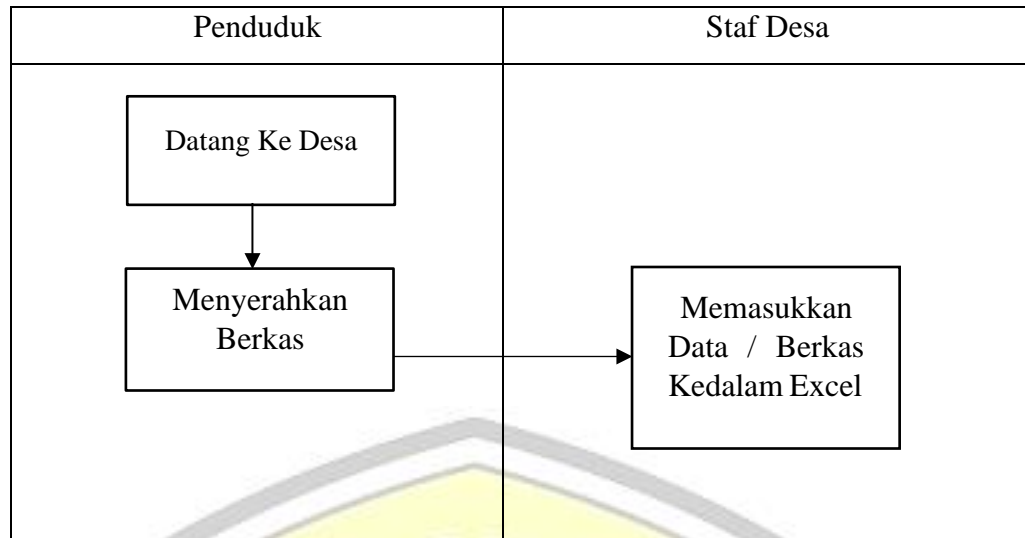 Penduduk
Staf Desa
Datang Ke Desa
Menyerahkan
Berkas
Memasukkan
Data / Berkas
Kedalam Excel